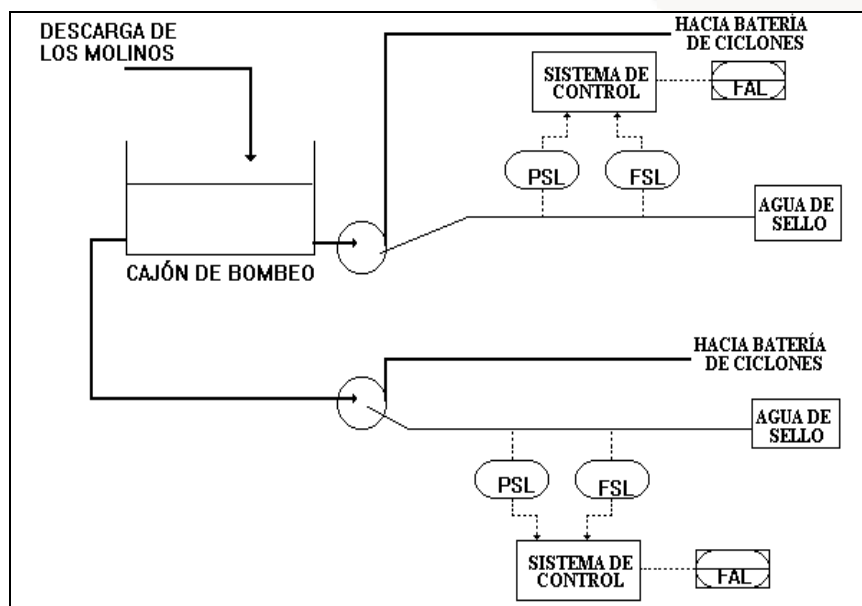 DESCARGA DE
LOS MOLINOS
HACIA BATERÍA
DE CICLONES
SISTEMA DE
CONTROL
FAL
PSL
FSL
AGUA DE
SELLO
CAJÓN DE BOMBEO
HACIA BATERÍA
DE CICLONES
AGUA DE
SELLO
PSL
FSL
SISTEMA DE
CONTROL
FAL